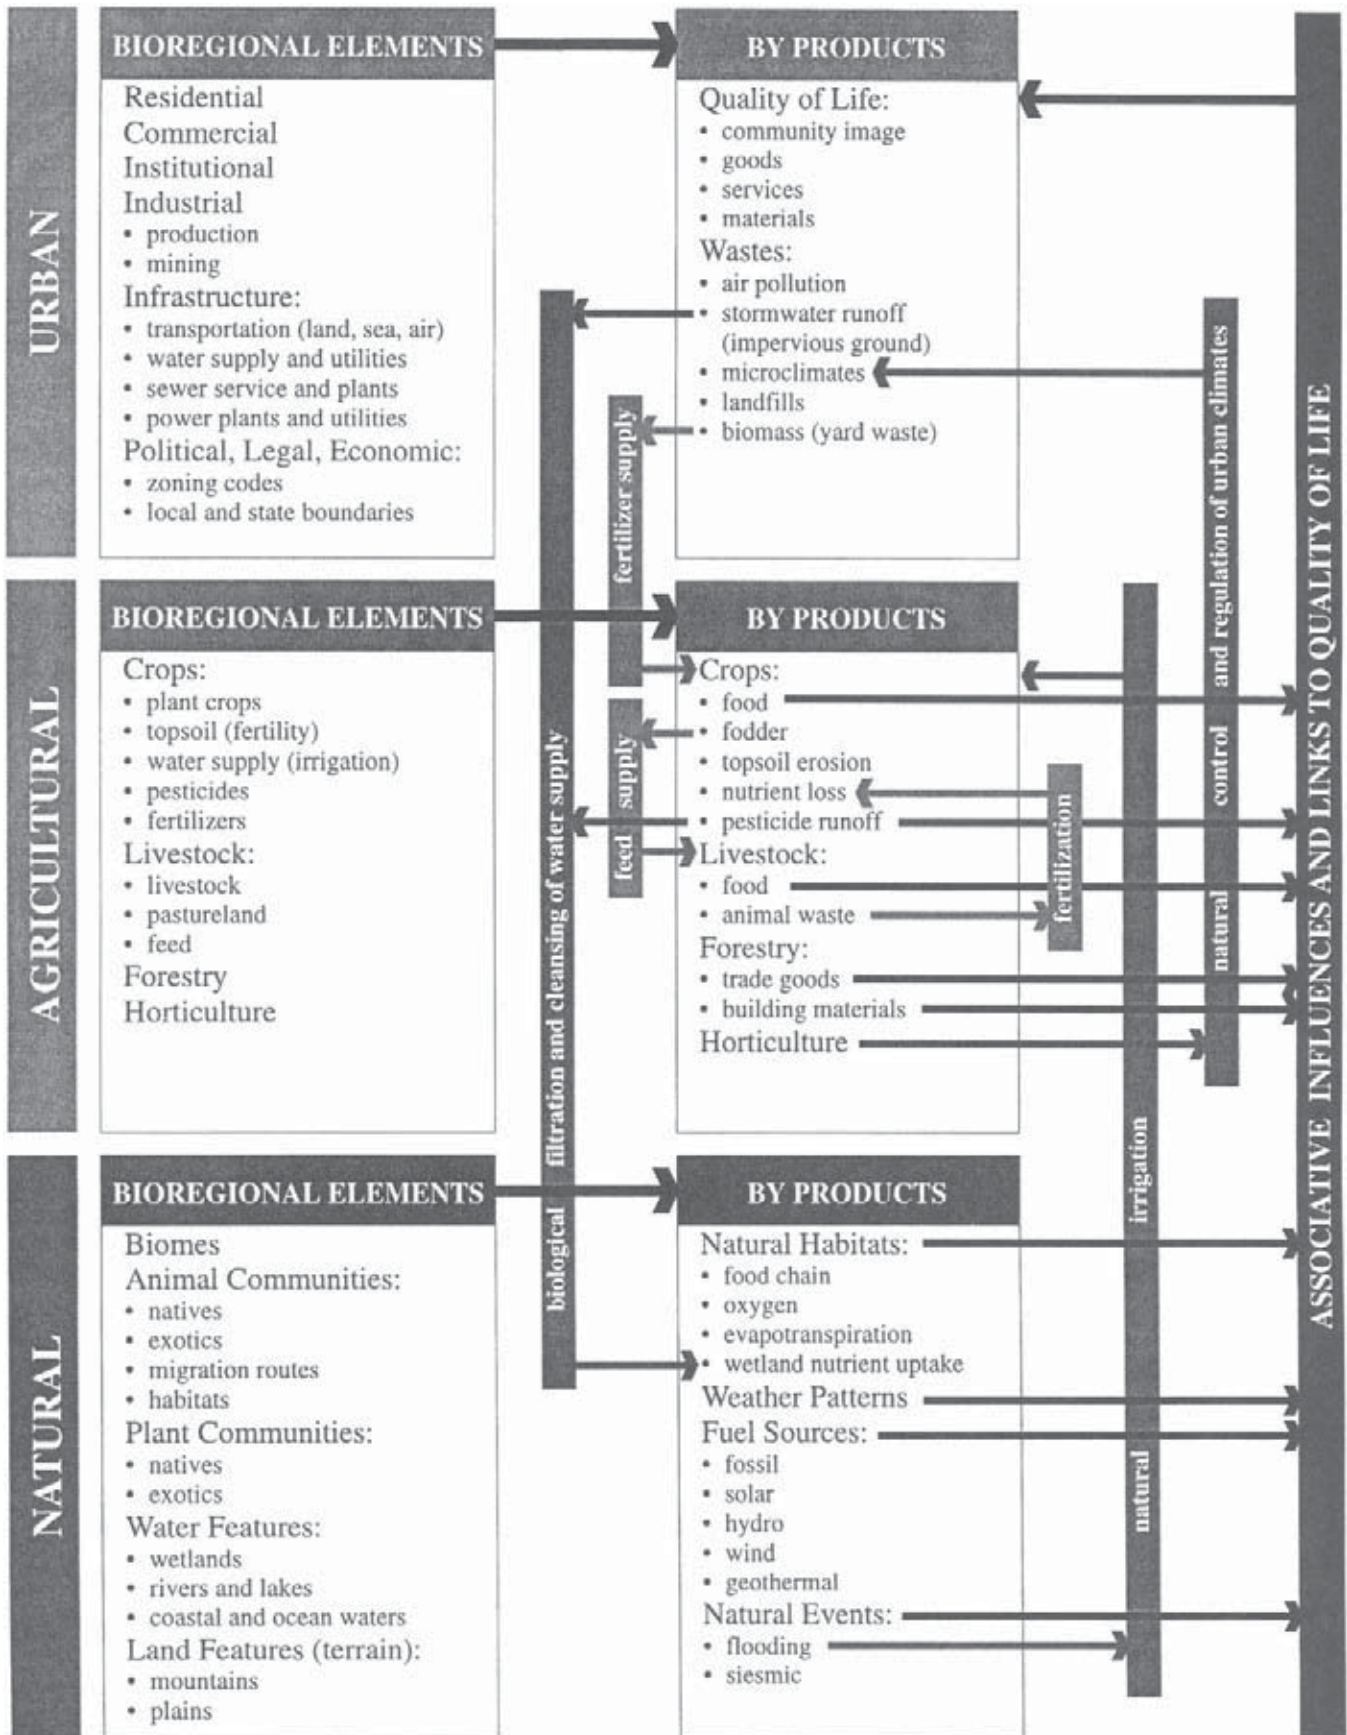 URBAN
BIOREGIONAL ELEMENTS
Residential
Commercial
Institutional
Industrial
• production
• mining
Infrastructure:
• transportation (land, sea, air)
• water supply and utilities
• sewer service and plants
• power plants and utilities
Political, Legal, Economic:
• zoning codes
• local and state boundaries
BY PRODUCTS
Quality of Life:
• community image
• goods
• services
• materials
Wastes:
• air pollution
• stormwater runoff
(impervious ground)
• microclimates
• landfills
• biomass (yard waste)
AGRICULTURAL
BIOREGIONAL ELEMENTS
Crops:
• plant crops
• topsoil (fertility)
• water supply (irrigation)
• pesticides
• fertilizers
Livestock:
• livestock
• pastureland
• feed
Forestry
Horticulture
BY PRODUCTS
Crops:
• food
• fodder
• topsoil erosion
• nutrient loss
• pesticide runoff
Livestock:
• food
• animal waste
Forestry:
• trade goods
• building materials
Horticulture
NATURAL
BIOREGIONAL ELEMENTS
Biomes
Animal Communities:
• natives
• exotics
• migration routes
• habitats
Plant Communities:
• natives
• exotics
Water Features:
• wetlands
• rivers and lakes
• coastal and ocean waters
Land Features (terrain):
• mountains
• plains
BY PRODUCTS
Natural Habitats:
• food chain
• oxygen
• evapotranspiration
• wetland nutrient uptake
Weather Patterns
Fuel Sources:
• fossil
• solar
• hydro
• wind
• geothermal
Natural Events:
• flooding
• siesmic
biological filtration and cleansing of water supply
fertilizer supply
feed supply
fertilization
natural irrigation
natural control and regulation of urban climates
ASSOCIATIVE INFLUENCES AND LINKS TO QUALITY OF LIFE